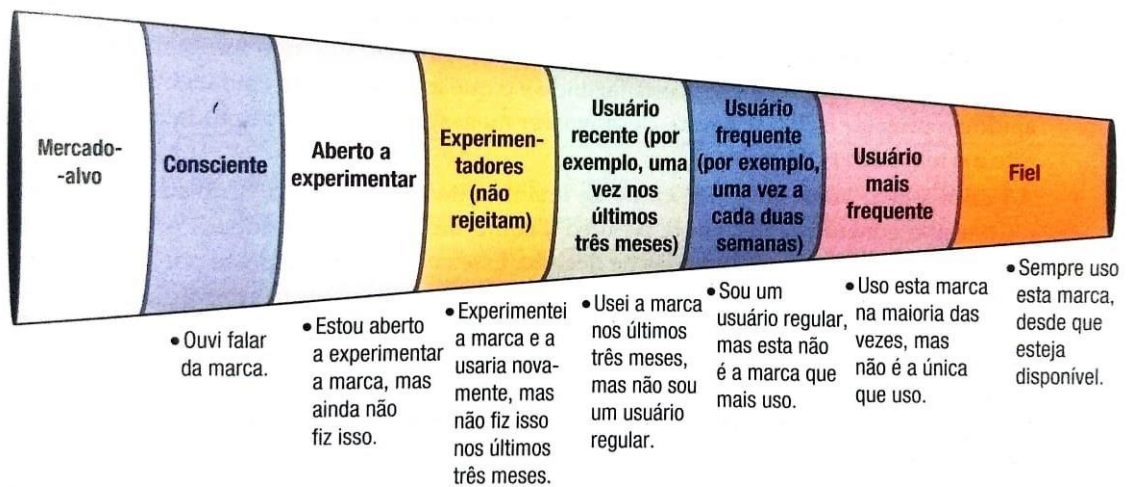 Mercado-
-alvo
Consciente
Aberto a
experimentar
Experimen-
tadores
(não
rejeitam)
Usuário
recente (por
exemplo, uma
vez nos
últimos
três meses)
Usuário
frequente
(por exemplo,
uma vez a
cada duas
semanas)
Usuário
mais
frequente
Fiel
• Ouvi falar
da marca.
• Estou aberto
a experimentar
a marca, mas
ainda não
fiz isso.
• Experimentei
a marca e a
usaria nova-
mente, mas
não fiz isso
nos últimos
três meses.
• Usei a marca
nos últimos
três meses,
mas não sou
um usuário
regular.
• Sou um
usuário regular,
mas esta não
é a marca que
mais uso.
• Uso esta marca
na maioria das
vezes, mas
não é a única
que uso.
• Sempre uso
esta marca,
desde que
esteja
disponível.